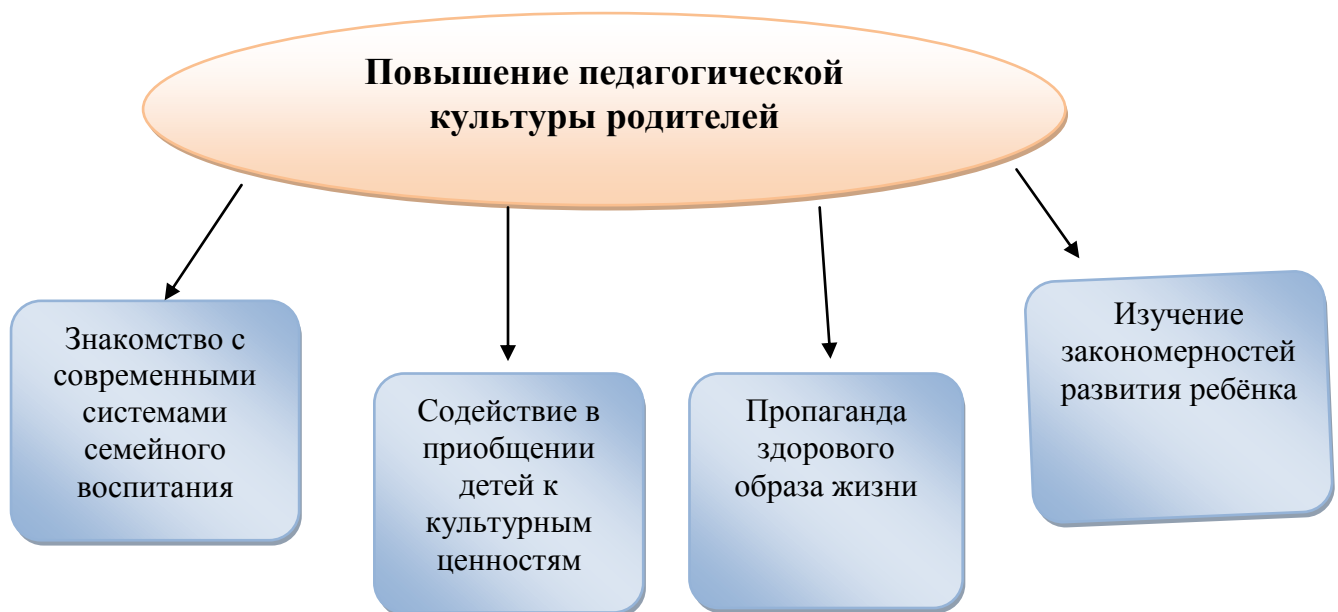 Повышение педагогической
культуры родителей
Знакомство с
современными
системами
семейного
воспитания
Содействие в
приобщении
детей к
культурным
ценностям
Пропаганда
здорового
образа жизни
Изучение
закономерностей
развития ребёнка